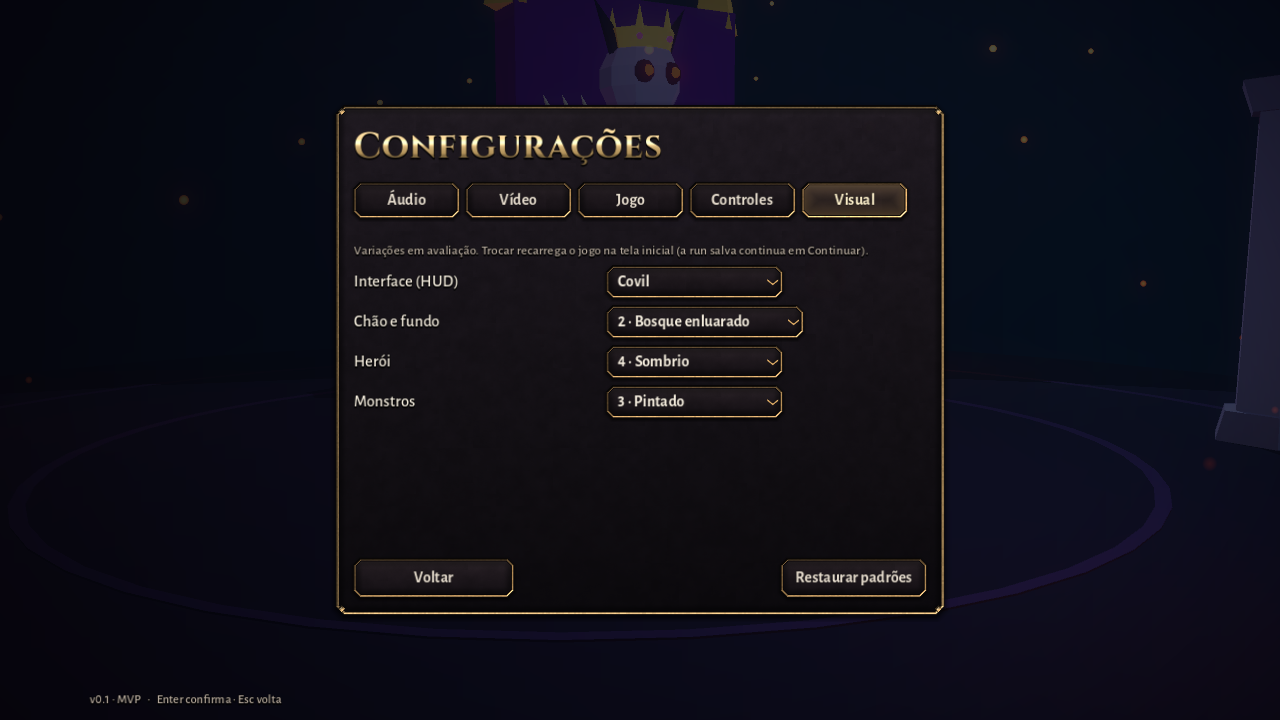 Configurações
Áudio Vídeo Jogo Controles Visual
Variações em avaliação. Trocar recarrega o jogo na tela inicial (a run salva continua em Continuar).
Interface (HUD) Covil
Chão e fundo 2 · Bosque enluarado
Herói 4 · Sombrio
Monstros 3 · Pintado
Voltar Restaurar padrões
v0.1 · MVP · Enter confirma · Esc volta